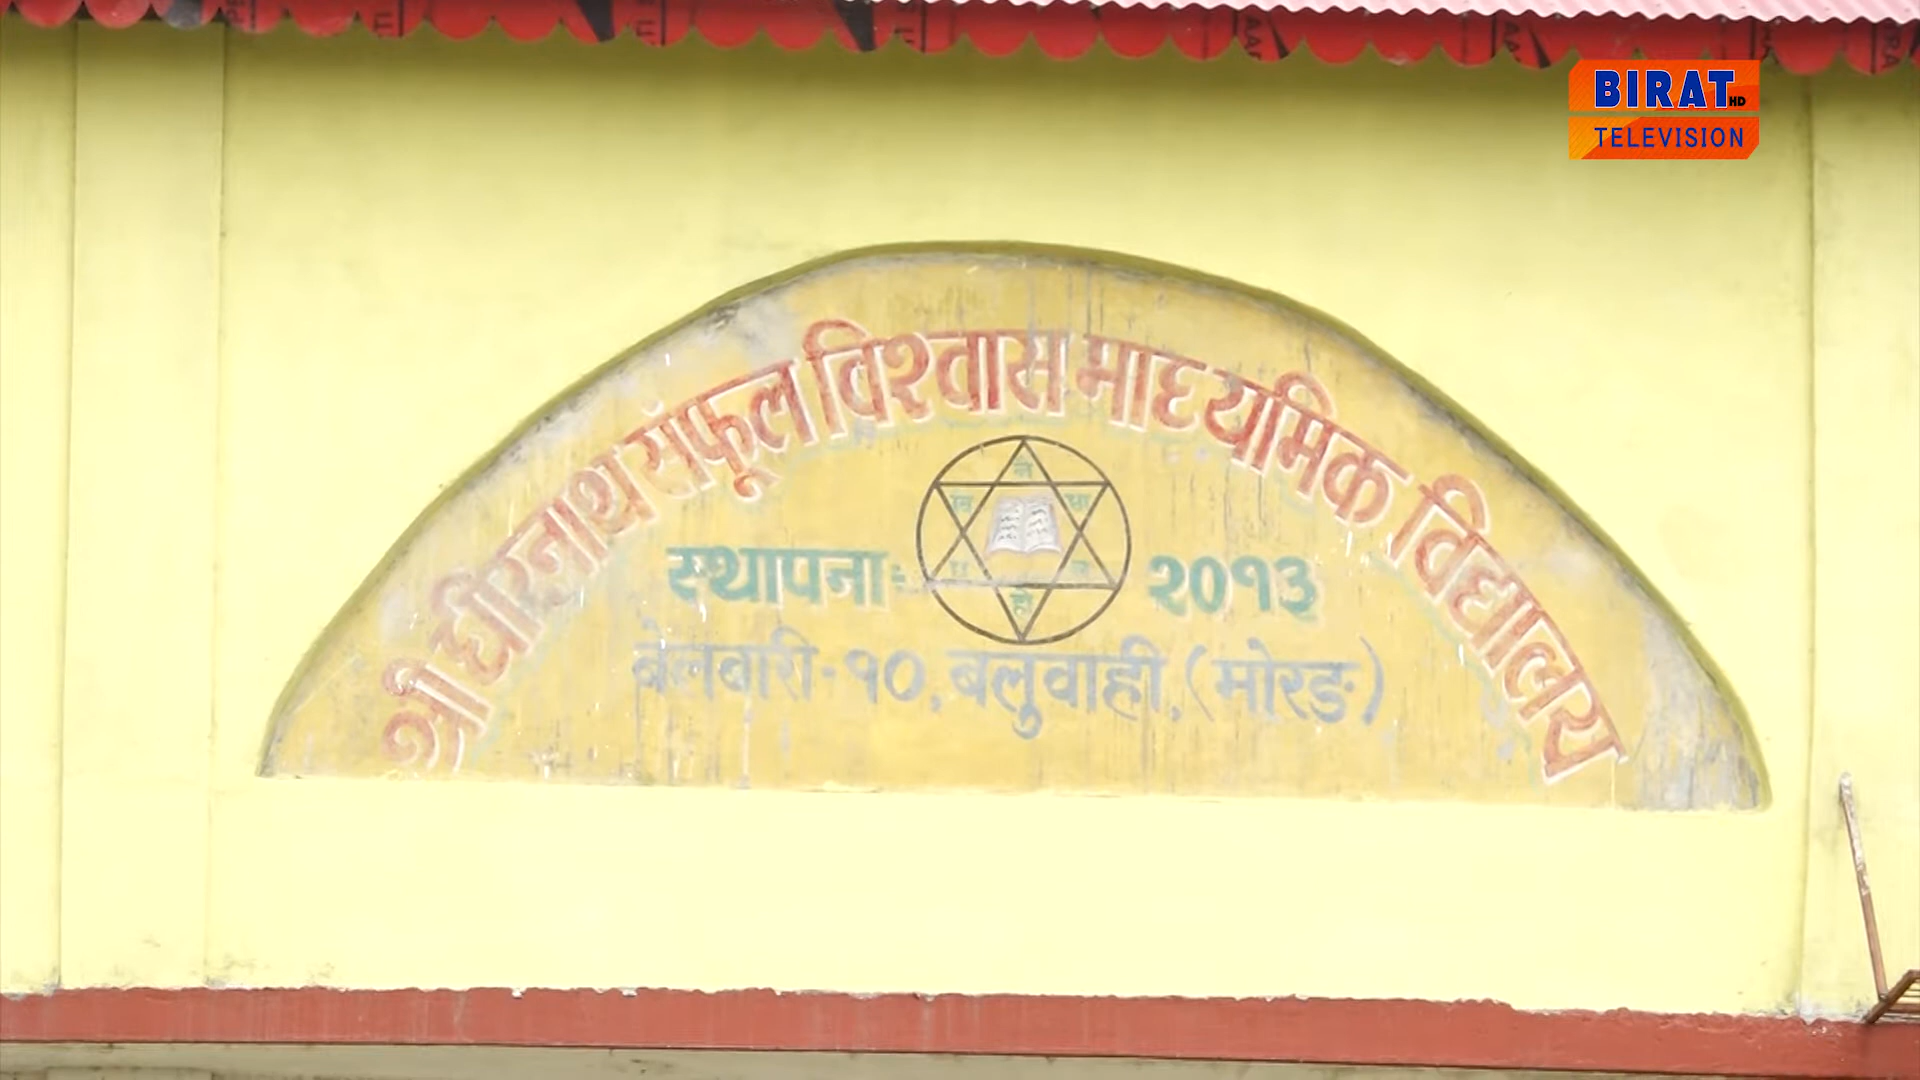 BIRAT HD
TELEVISION
श्री धीरनाथ सँफूल विश्वास माध्यमिक विद्यालय
स्थापना: २०१३
बेलबारी-१०, बलुवाही, (मोरङ)